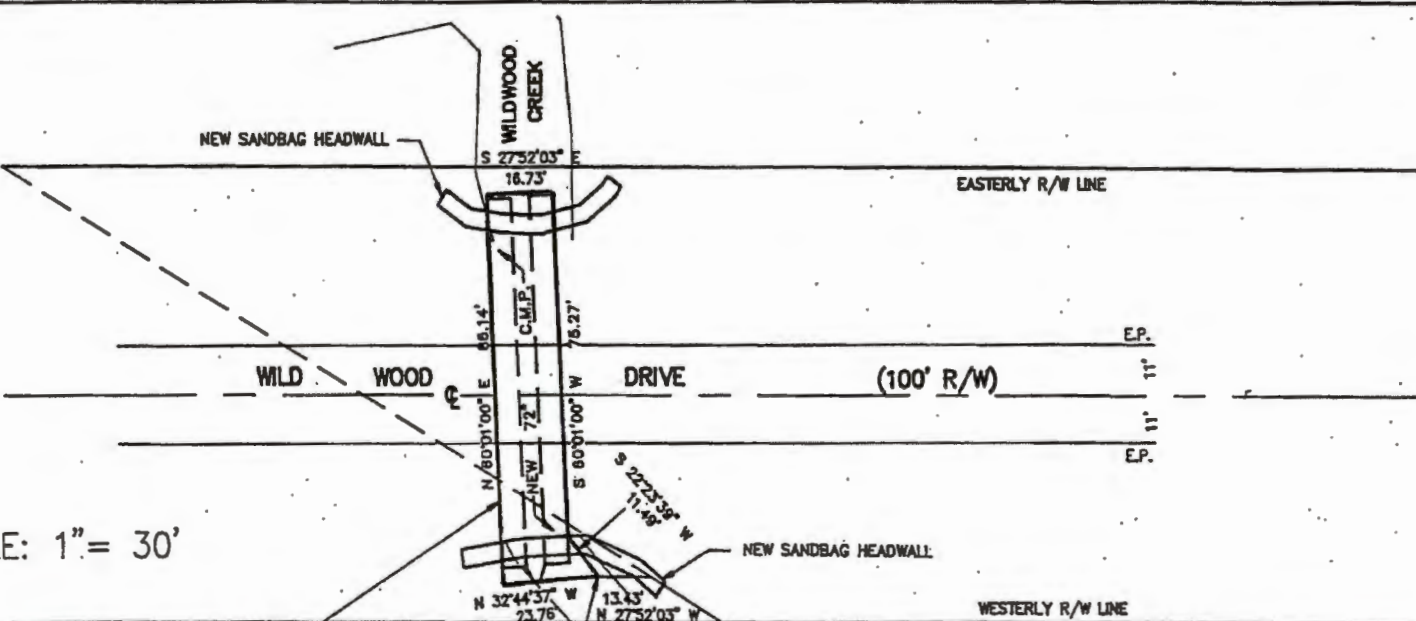 WILDWOOD
CREEK
NEW SANDBAG HEADWALL
S 27°52'03" E
16.73'
EASTERLY R/W LINE
C.M.P.
75.27'
E.P.
11'
WILD WOOD
DRIVE
(100' R/W)
11'
E.P.
N 60°01'00" E
NEW 72"
S 60°01'00" W
S 22°23'39" W
11.49'
E: 1"= 30'
NEW SANDBAG HEADWALL
N 32°44'37" W
23.76'
13.43'
N 27°52'03" W
WESTERLY R/W LINE